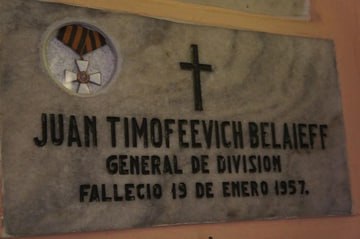 JUAN TIMOFEEVICH BELAIEFF
GENERAL DE DIVISION
FALLECIO 19 DE ENERO 1957.